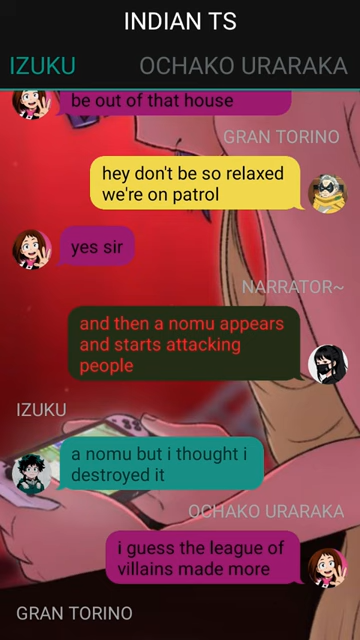 INDIAN TS
IZUKU OCHAKO URARAKA
be out of that house
GRAN TORINO
hey don't be so relaxed
we're on patrol
yes sir
NARRATOR~
and then a nomu appears
and starts attacking
people
IZUKU
a nomu but i thought i
destroyed it
OCHAKO URARAKA
i guess the league of
villains made more
GRAN TORINO